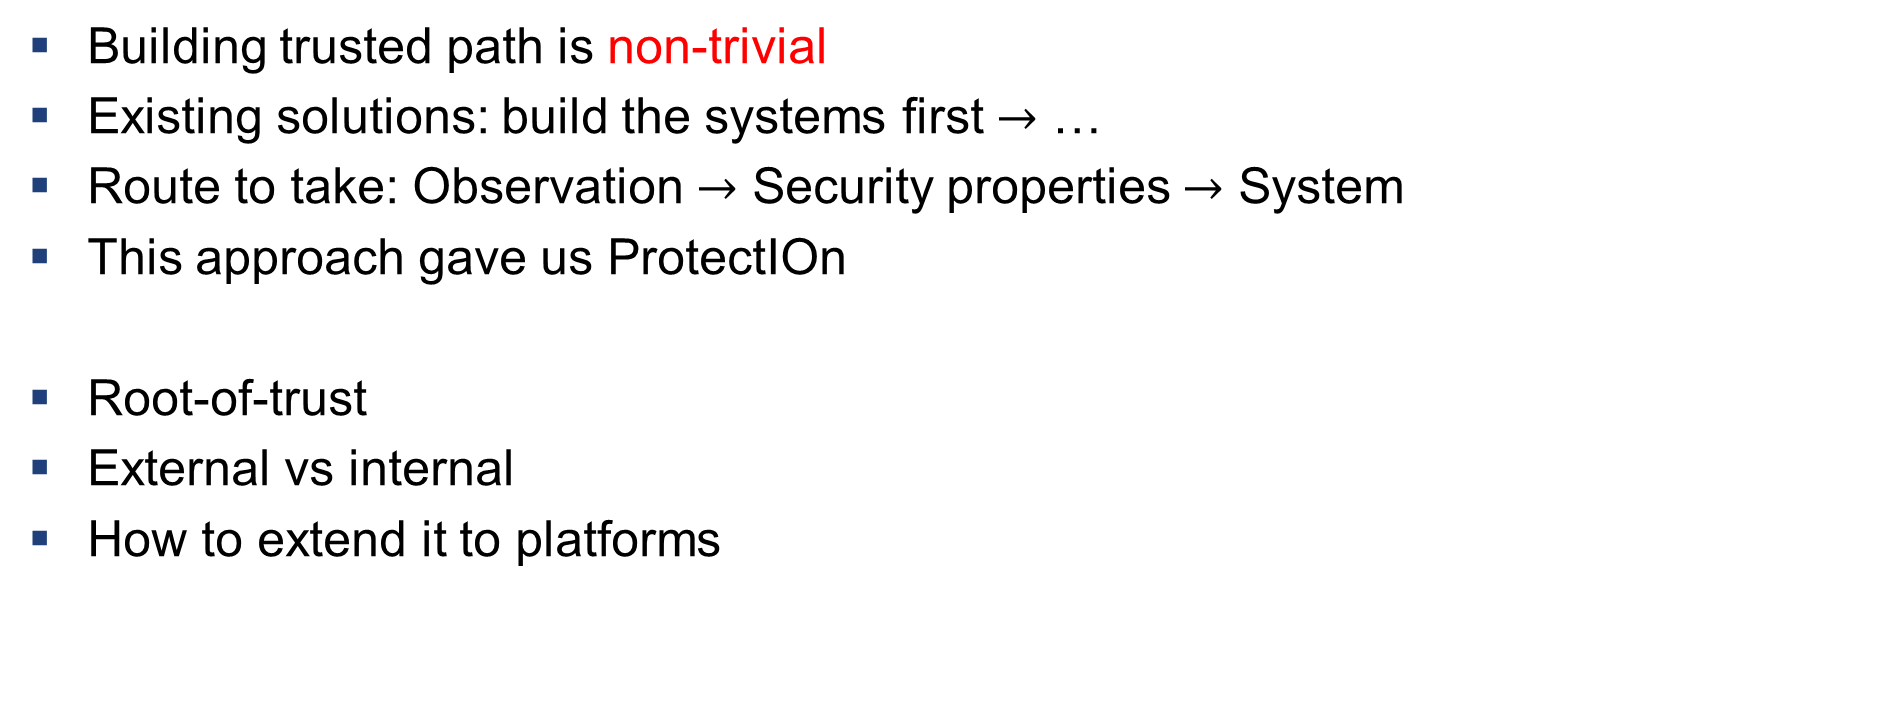 ▪ Building trusted path is non-trivial
▪ Existing solutions: build the systems first → …
▪ Route to take: Observation → Security properties → System
▪ This approach gave us ProtectIOn
▪ Root-of-trust
▪ External vs internal
▪ How to extend it to platforms